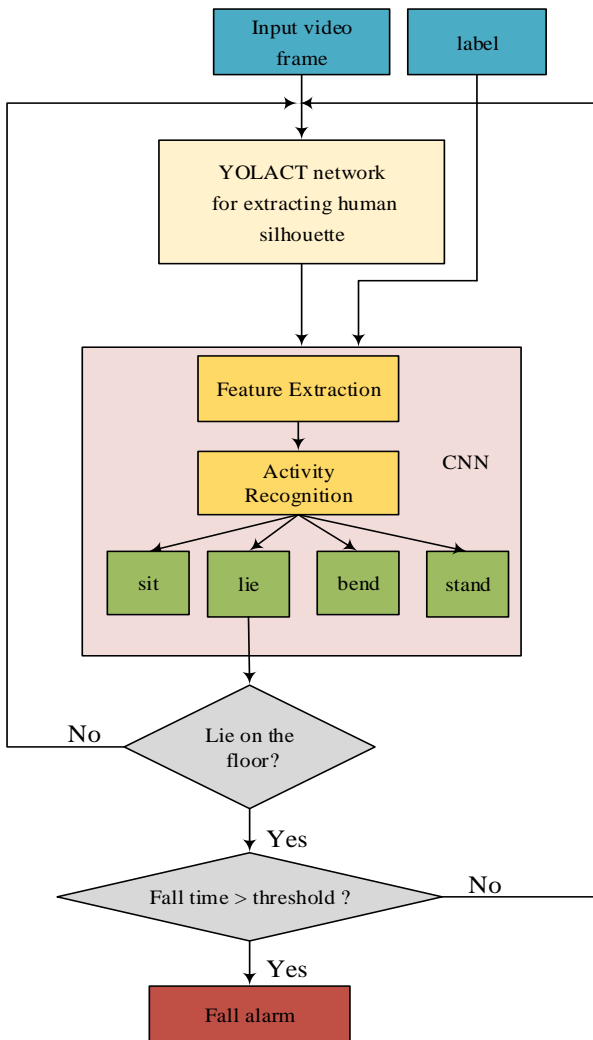 Input video
frame
label
YOLACT network
for extracting human
silhouette
Feature Extraction
CNN
Activity
Recognition
sit
lie
bend
stand
No
Lie on the
floor?
Yes
Fall time > threshold ?
No
Yes
Fall alarm